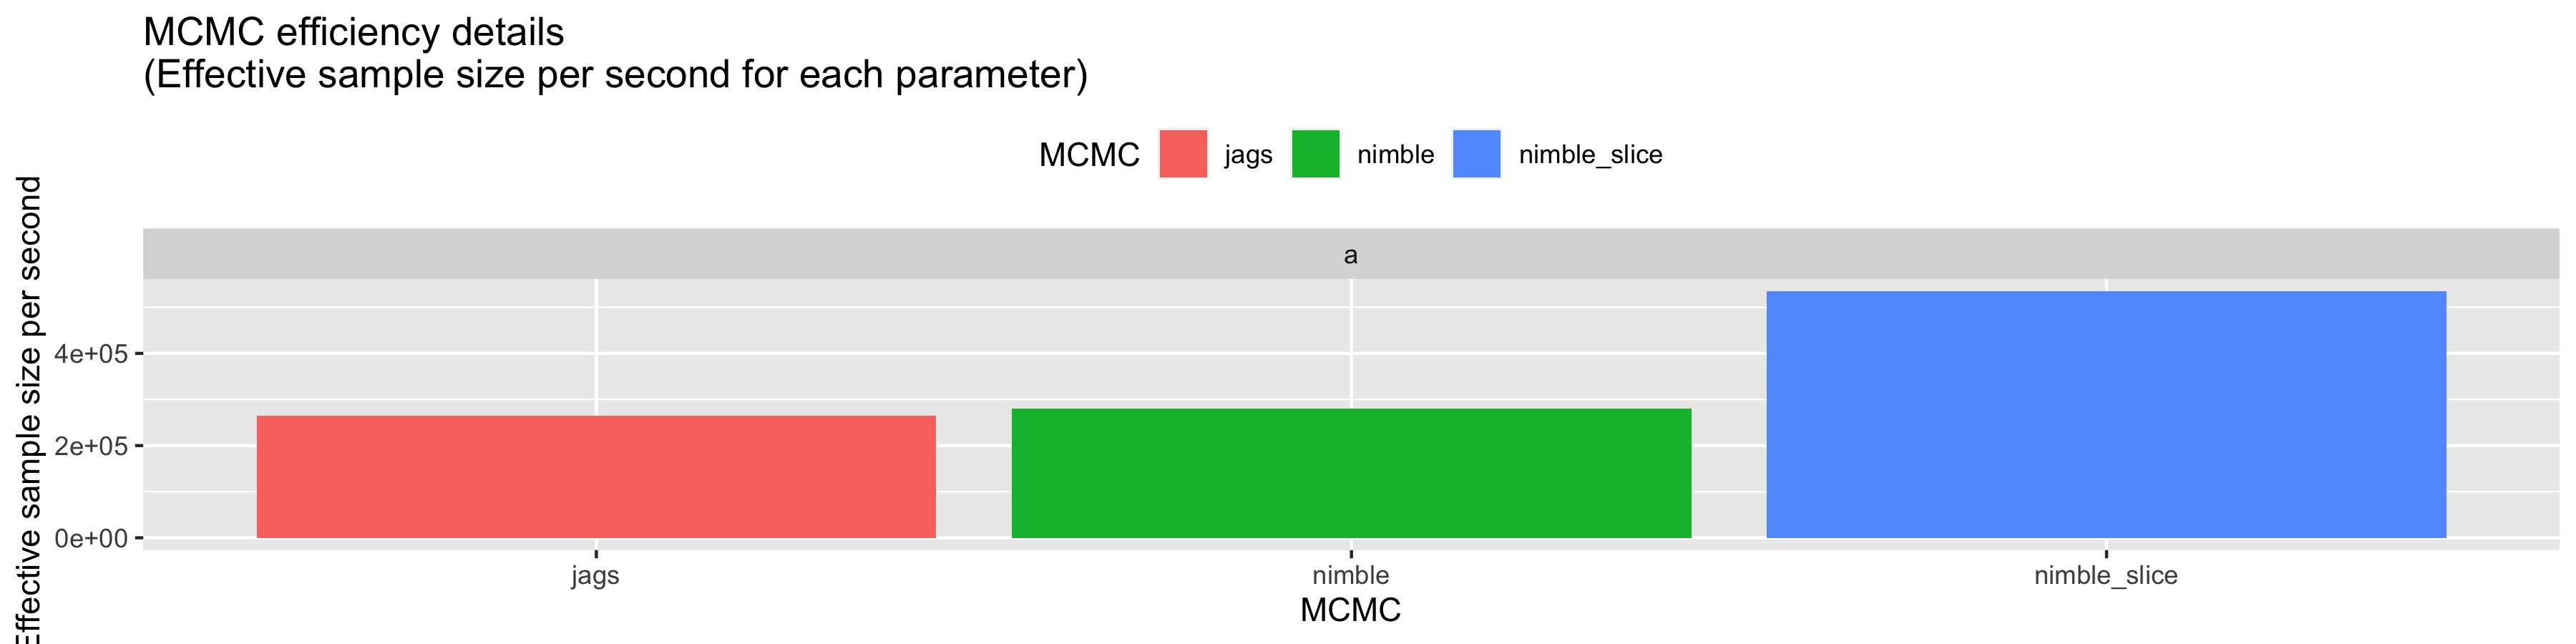 MCMC efficiency details
(Effective sample size per second for each parameter)
MCMC jags nimble nimble_slice
Effective sample size per second
a
4e+05
2e+05
0e+00
jags nimble nimble_slice
MCMC